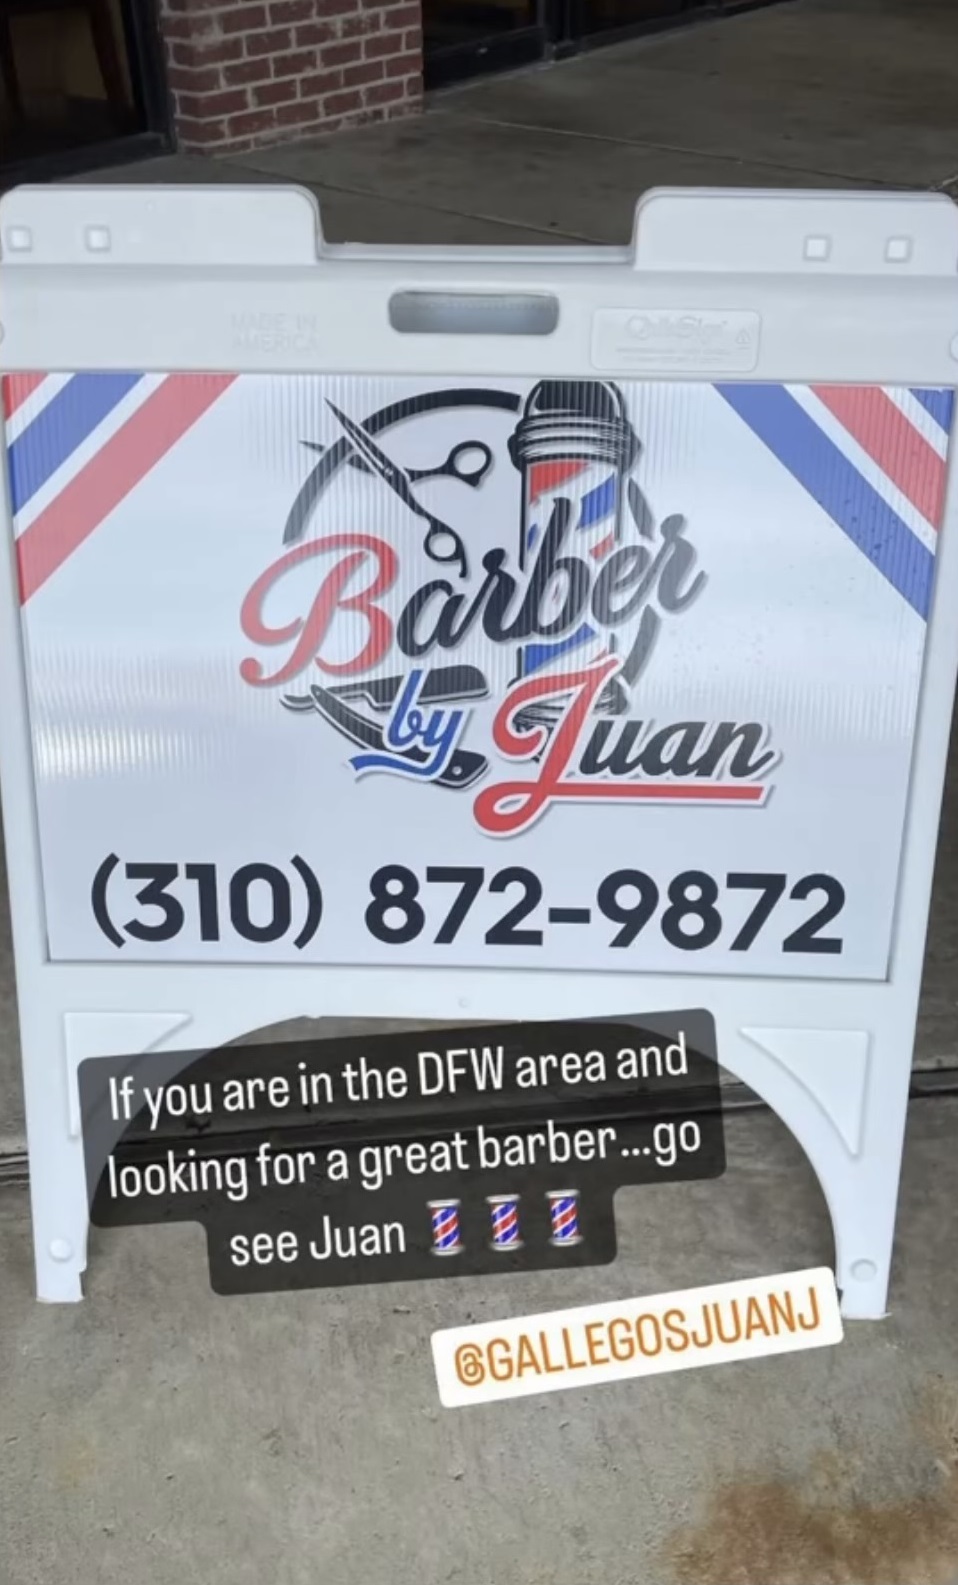 MADE IN
AMERICA
QuikSign
Barber
by Juan
(310) 872-9872
If you are in the DFW area and
looking for a great barber...go
see Juan 💈 💈 💈
@GALLEGOSJUANJ